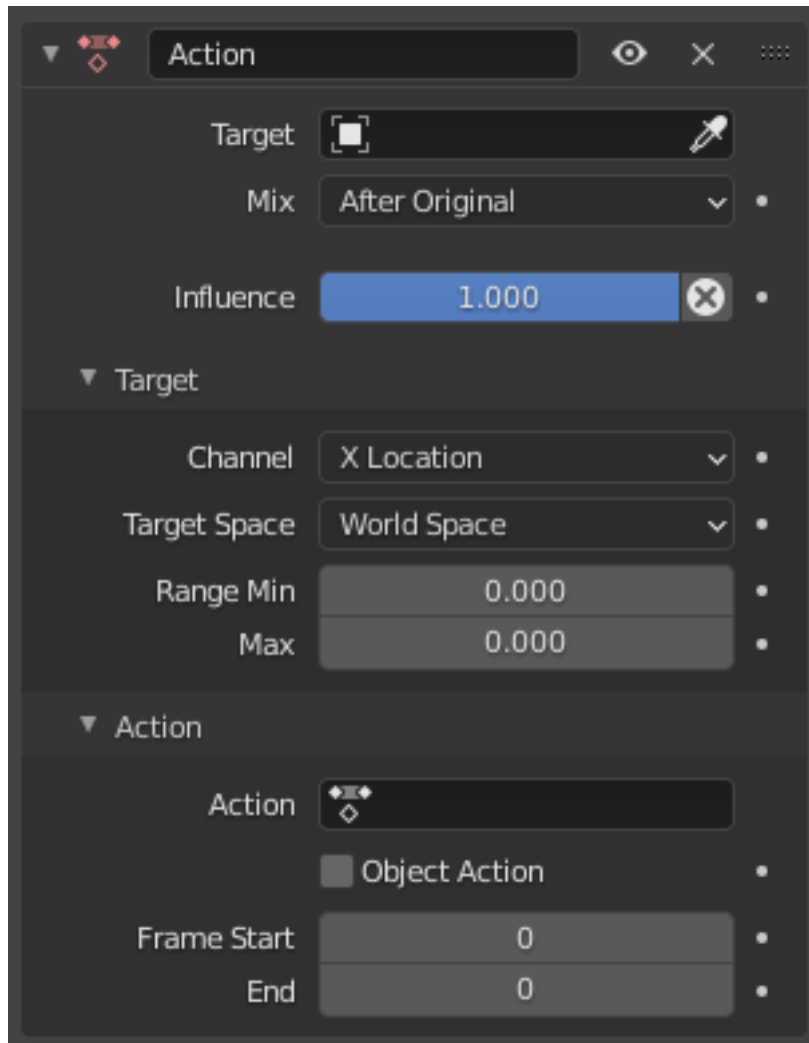 Action
Target
Mix After Original
Influence 1.000
Target
Channel X Location
Target Space World Space
Range Min 0.000
Max 0.000
Action
Action
Object Action
Frame Start 0
End 0